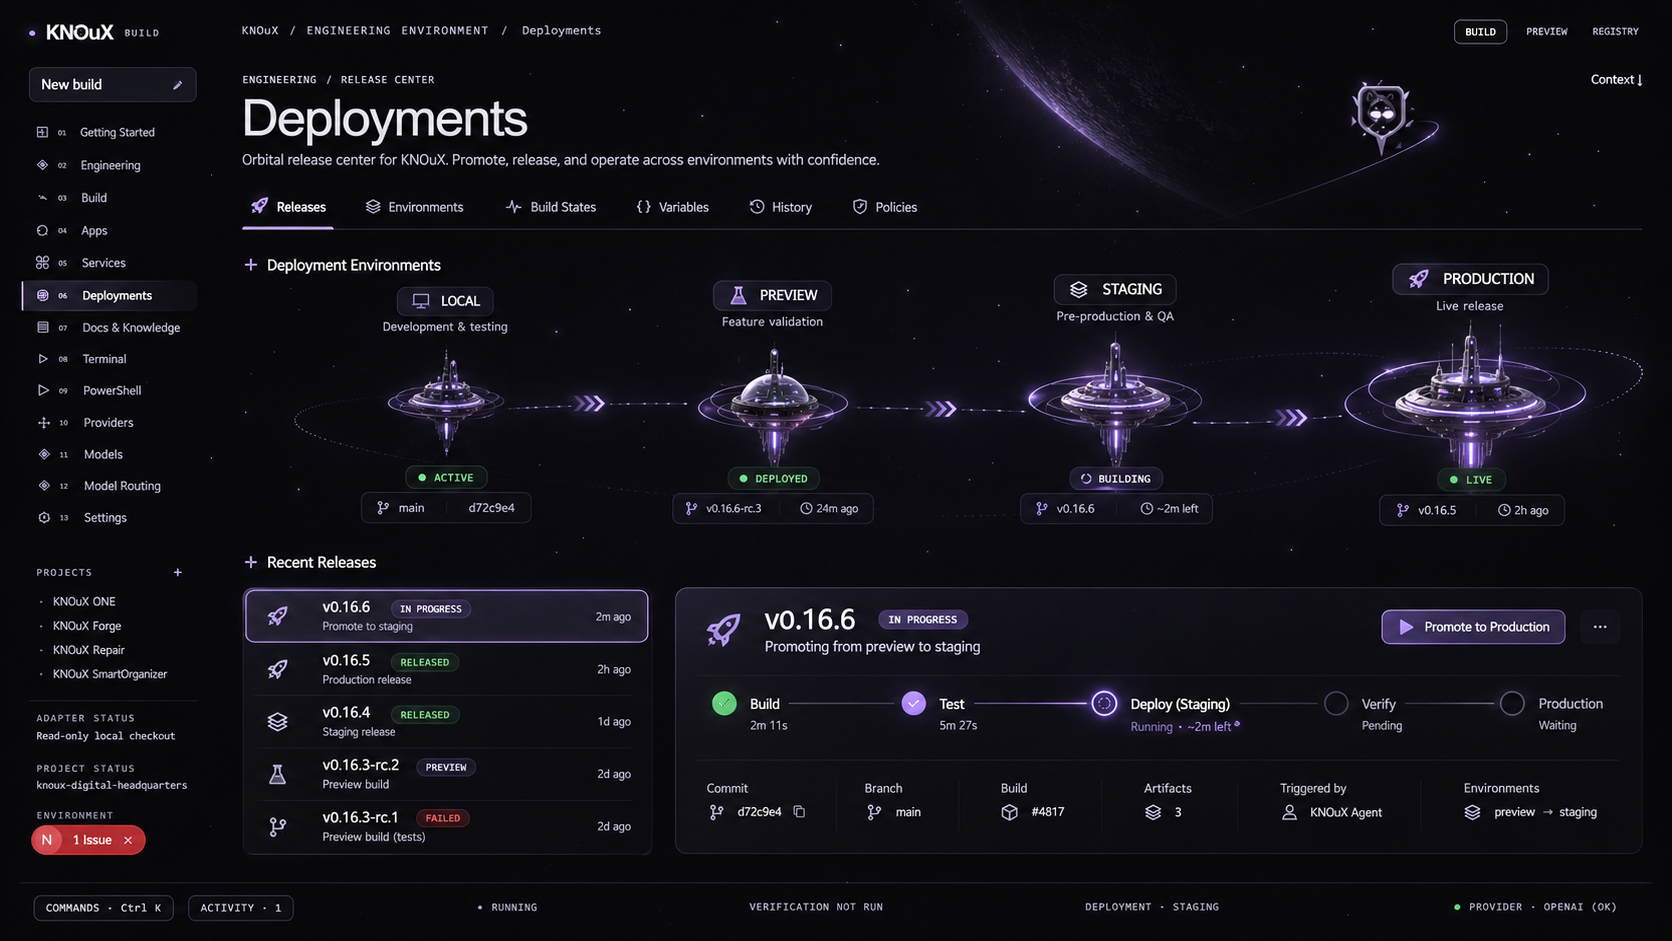 KNOuX BUILD
KNOuX / ENGINEERING ENVIRONMENT / Deployments
BUILD PREVIEW REGISTRY
New build
01 Getting Started
02 Engineering
03 Build
04 Apps
05 Services
06 Deployments
07 Docs & Knowledge
08 Terminal
09 PowerShell
10 Providers
11 Models
12 Model Routing
13 Settings
PROJECTS +
KNOuX ONE
KNOuX Forge
KNOuX Repair
KNOuX SmartOrganizer
ADAPTER STATUS
Read-only local checkout
PROJECT STATUS
knoux-digital-headquarters
ENVIRONMENT
N 1 Issue ×
ENGINEERING / RELEASE CENTER
Context ↓
Deployments
Orbital release center for KNOuX. Promote, release, and operate across environments with confidence.
Releases Environments Build States {} Variables History Policies
+ Deployment Environments
LOCAL
Development & testing
ACTIVE
main d72c9e4
PREVIEW
Feature validation
DEPLOYED
v0.16.6-rc.3 24m ago
STAGING
Pre-production & QA
BUILDING
v0.16.6 ~2m left
PRODUCTION
Live release
LIVE
v0.16.5 2h ago
+ Recent Releases
v0.16.6 IN PROGRESS
Promote to staging
2m ago
v0.16.5 RELEASED
Production release
2h ago
v0.16.4 RELEASED
Staging release
1d ago
v0.16.3-rc.2 PREVIEW
Preview build
2d ago
v0.16.3-rc.1 FAILED
Preview build (tests)
2d ago
v0.16.6 IN PROGRESS
Promoting from preview to staging
Promote to Production ...
Build
2m 11s
Test
5m 27s
Deploy (Staging)
Running · ~2m left
Verify
Pending
Production
Waiting
Commit
d72c9e4
Branch
main
Build
#4817
Artifacts
3
Triggered by
KNOuX Agent
Environments
preview → staging
COMMANDS · Ctrl K ACTIVITY · 1 • RUNNING VERIFICATION NOT RUN DEPLOYMENT · STAGING • PROVIDER · OPENAI (OK)